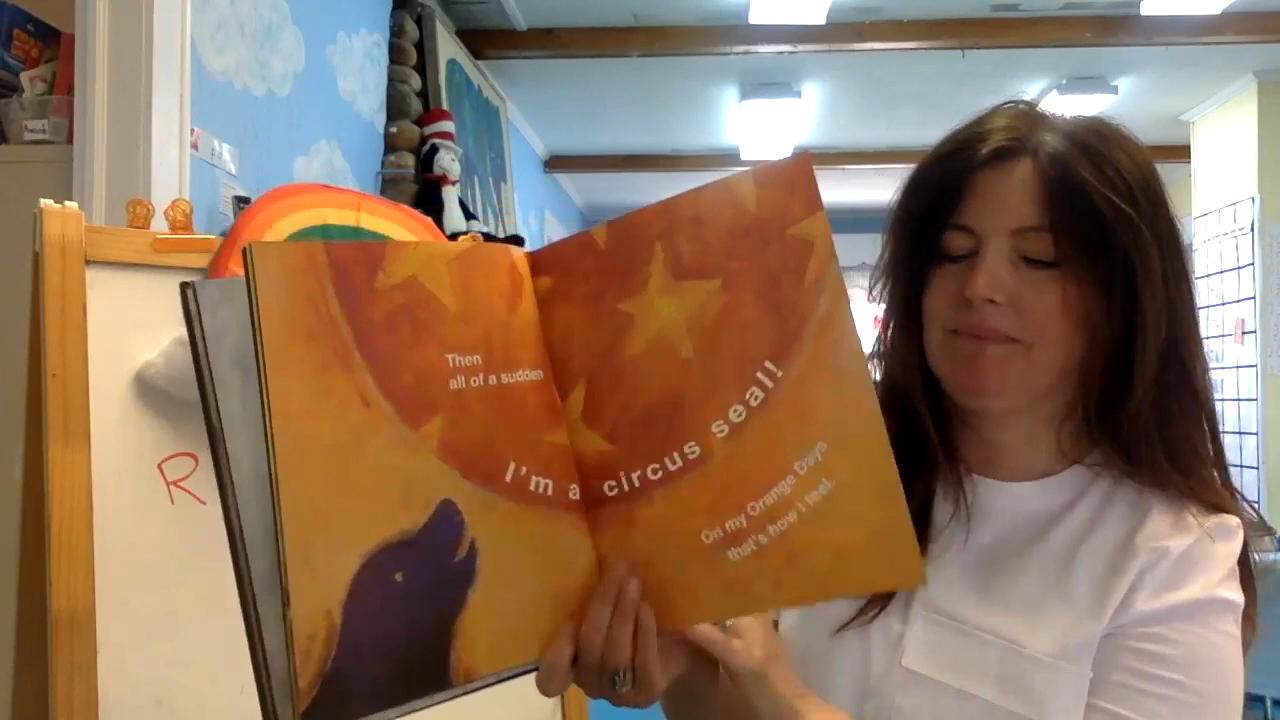 Then
all of a sudden
I'm a circus seal!
On my Orange Days
that's how I feel.
R